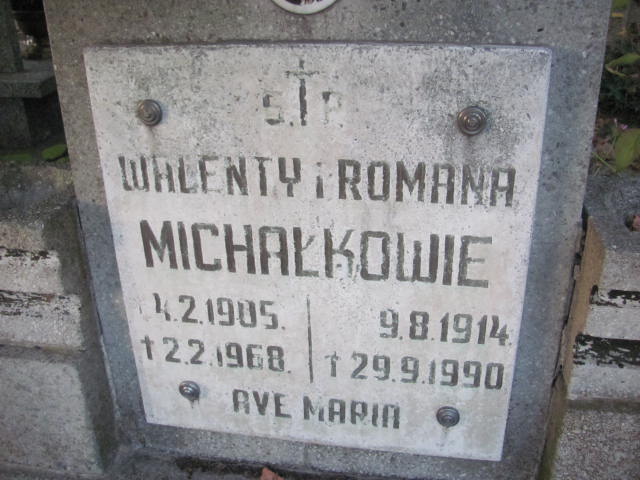 S.†P.
WALENTY i ROMANA
MICHAŁKOWIE
4.2.1905. 9.8.1914.
†2.2.1968. †29.9.1990
AVE MARIA